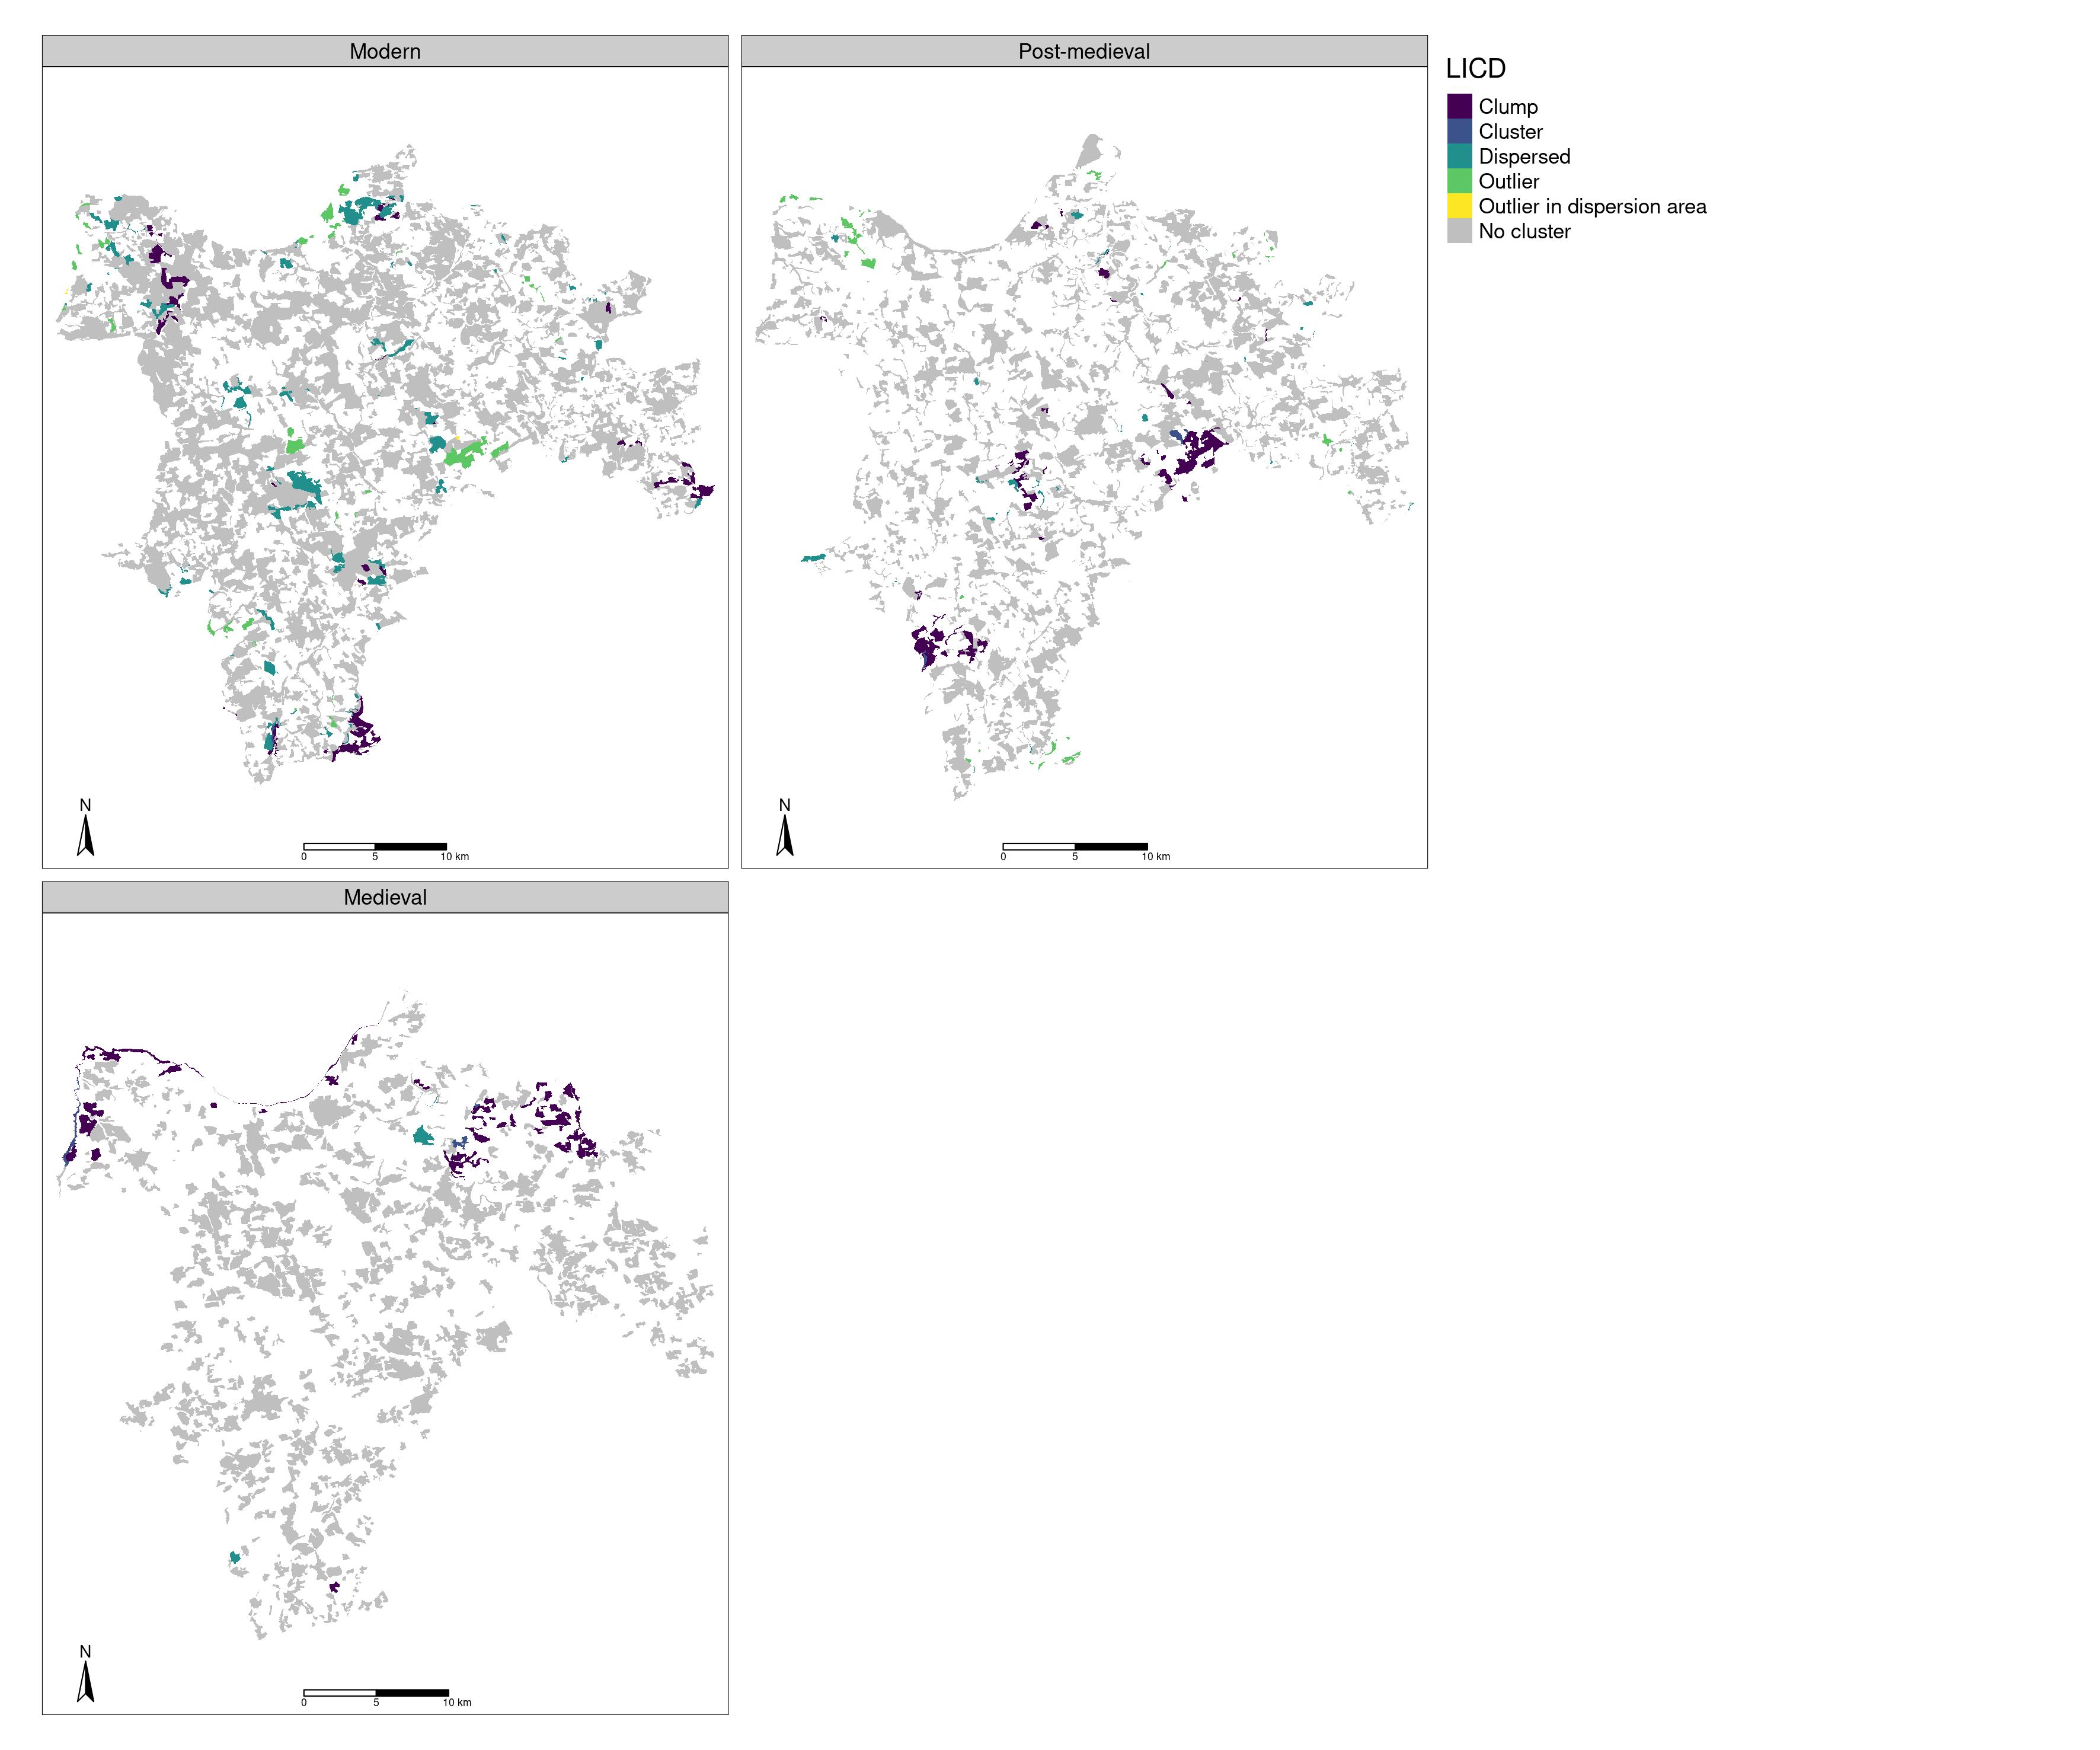 Modern
Post-medieval
LICD
Clump
Cluster
Dispersed
Outlier
Outlier in dispersion area
No cluster
N
0 5 10 km
N
0 5 10 km
Medieval
N
0 5 10 km